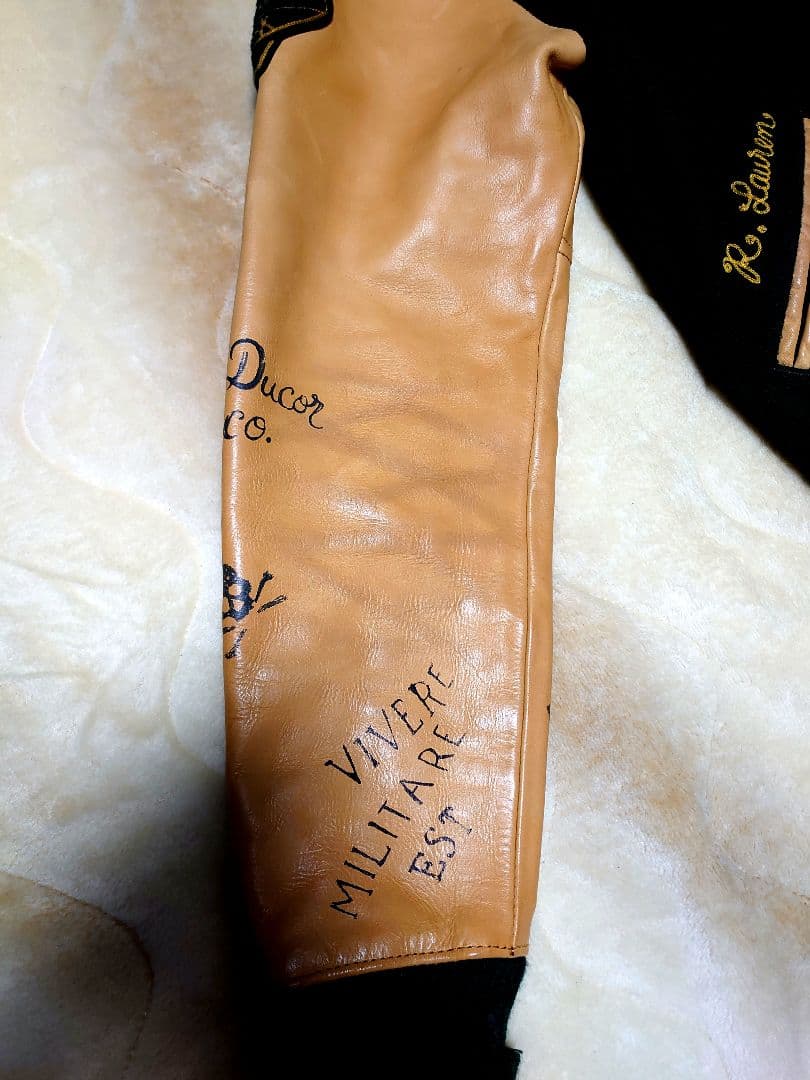 R. Lauren
Ducor
co.
VIVERE
MILITARE
EST